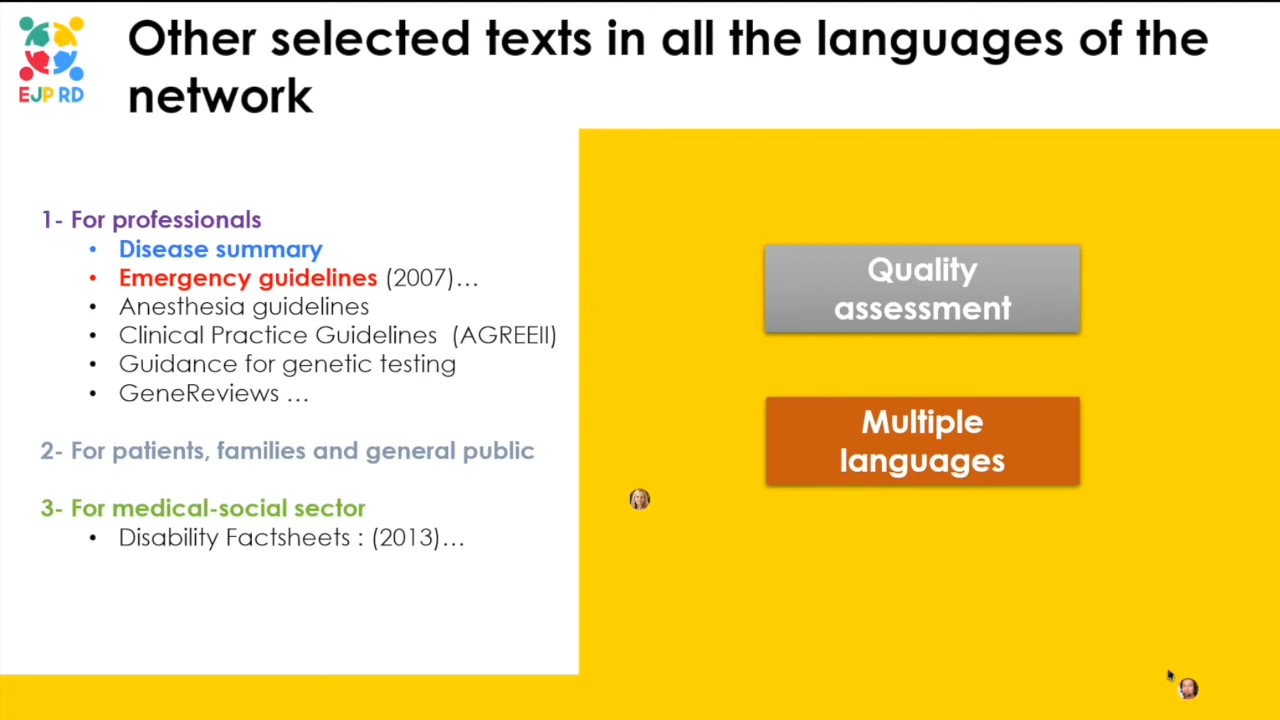 EJP RD
Other selected texts in all the languages of the
network
1- For professionals
• Disease summary
• Emergency guidelines (2007)…
• Anesthesia guidelines
• Clinical Practice Guidelines (AGREEII)
• Guidance for genetic testing
• GeneReviews …
2- For patients, families and general public
3- For medical-social sector
• Disability Factsheets : (2013)…
Quality
assessment
Multiple
languages